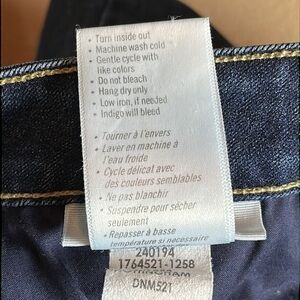 • Turn inside out
• Machine wash cold
• Gentle cycle with
like colors
• Do not bleach
• Hang dry only
• Low iron, if needed
• Indigo will bleed
• Tourner à l'envers
• Laver en machine à
l'eau froide
• Cycle délicat avec
des couleurs semblables
• Ne pas blanchir
• Suspendre pour sécher
seulement
• Repasser à basse
température si necessaire
240194
1764521-1258
DNM521